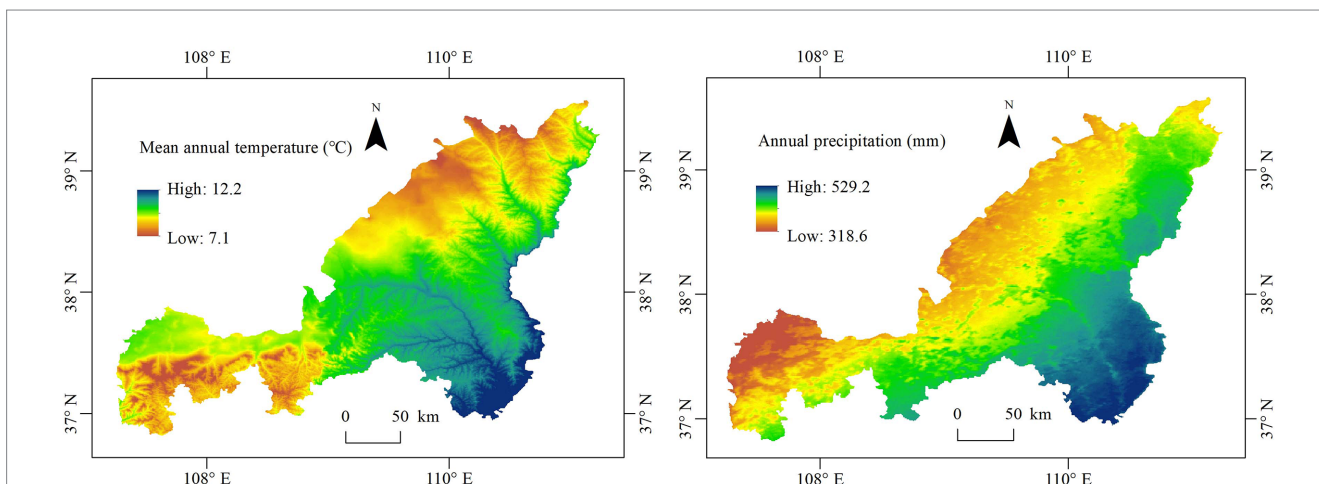 108° E
110° E
N
Mean annual temperature (℃)
High: 12.2
Low: 7.1
39° N
38° N
37° N
0 50 km
39° N
38° N
37° N
108° E
110° E
108° E
110° E
N
Annual precipitation (mm)
High: 529.2
Low: 318.6
39° N
38° N
37° N
0 50 km
39° N
38° N
37° N
108° E
110° E